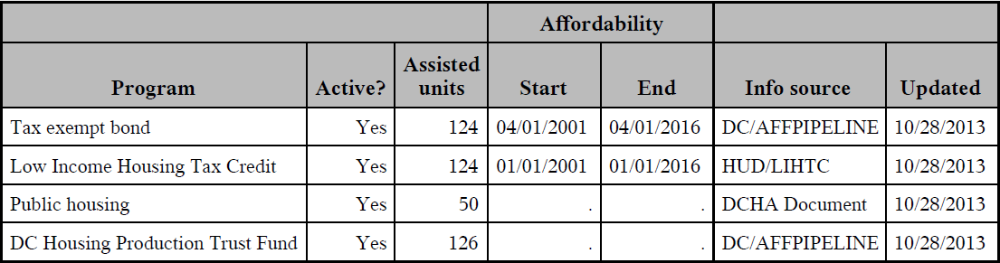 Affordability
Program Active? Assisted units Start End Info source Updated
Tax exempt bond Yes 124 04/01/2001 04/01/2016 DC/AFFPIPELINE 10/28/2013
Low Income Housing Tax Credit Yes 124 01/01/2001 01/01/2016 HUD/LIHTC 10/28/2013
Public housing Yes 50 . . DCHA Document 10/28/2013
DC Housing Production Trust Fund Yes 126 . . DC/AFFPIPELINE 10/28/2013